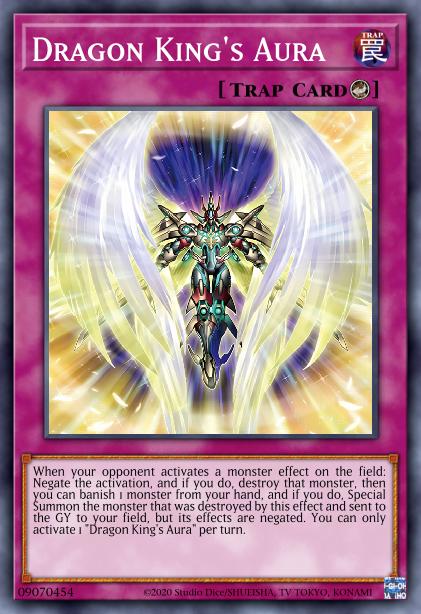 DRAGON KING'S AURA
TRAP
罠
[TRAP CARD]
When your opponent activates a monster effect on the field:
Negate the activation, and if you do, destroy that monster, then
you can banish 1 monster from your hand, and if you do, Special
Summon the monster that was destroyed by this effect and sent
to the GY to your field, but its effects are negated. You can only
activate 1 "Dragon King's Aura" per turn.
09070454
©2020 Studio Dice/SHUEISHA, TV TOKYO, KONAMI